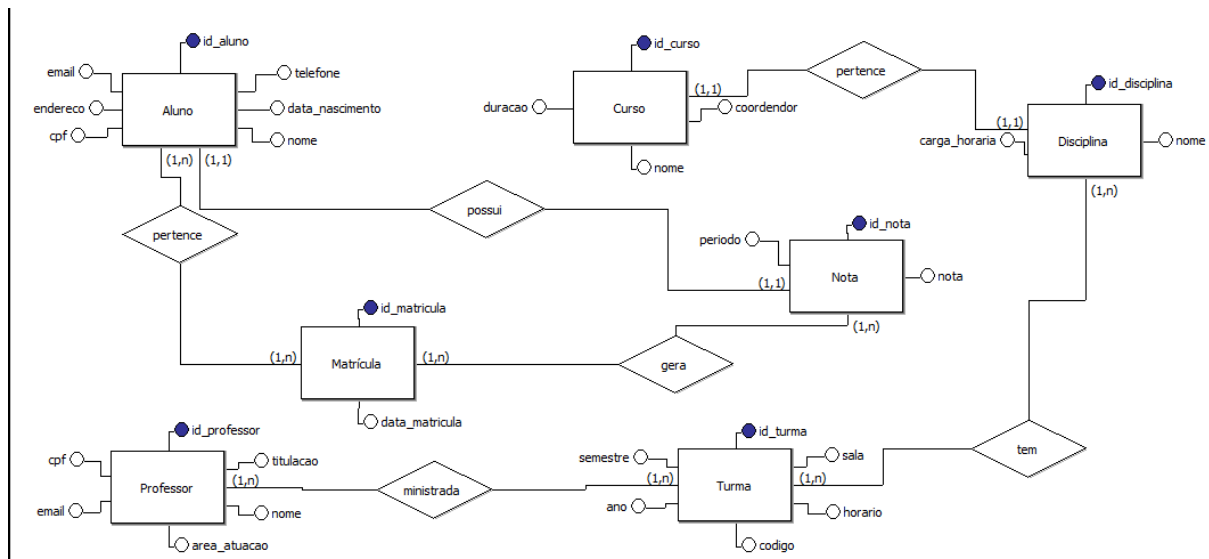 id_aluno
email
telefone
endereco
Aluno
data_nascimento
cpf
nome
(1,n)
(1,1)
id_curso
duracao
Curso
(1,1)
coordendor
nome
pertence
id_disciplina
(1,1)
carga_horaria
Disciplina
nome
(1,n)
pertence
possui
id_nota
periodo
Nota
nota
(1,1)
(1,n)
id_matricula
(1,n)
Matrícula
(1,n)
gera
data_matricula
id_professor
cpf
titulacao
Professor
(1,n)
email
nome
area_atuacao
ministrada
id_turma
semestre
sala
(1,n)
Turma
(1,n)
ano
horario
codigo
tem